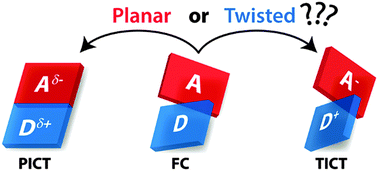 Planar or Twisted ???
A δ- A A-
D δ+ D D+
PICT FC TICT